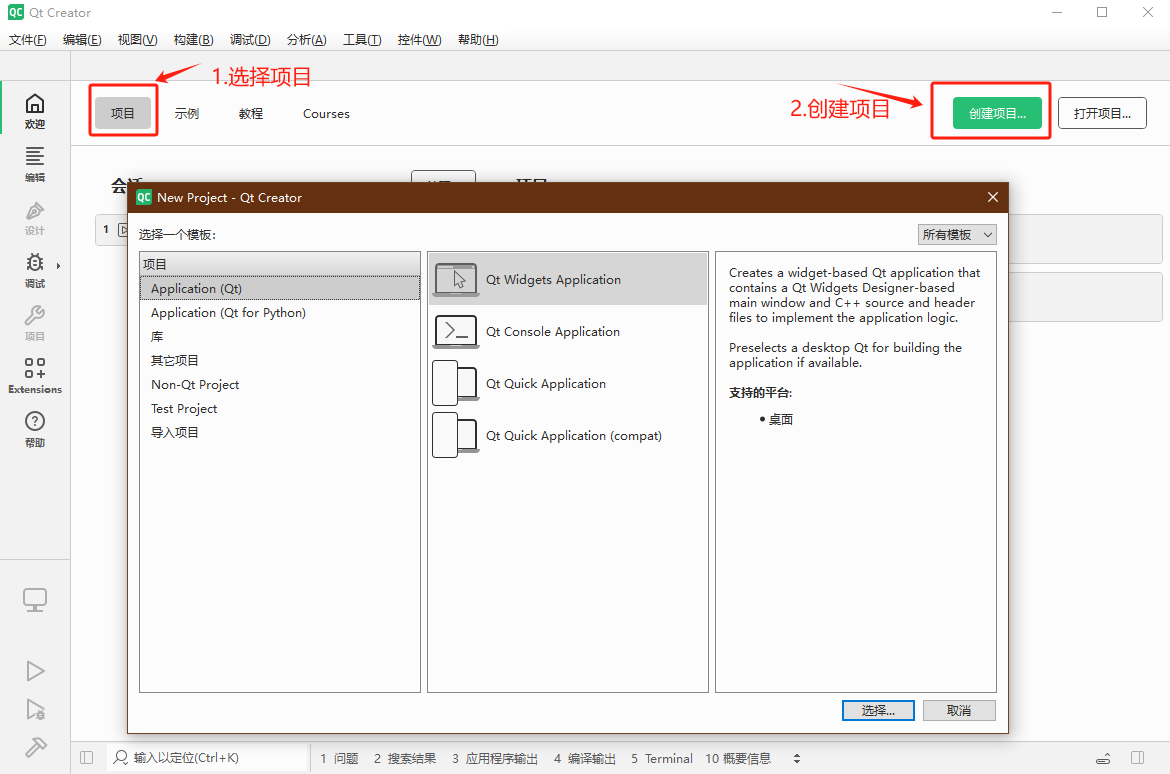 QC Qt Creator
文件(F) 编辑(E) 视图(V) 构建(B) 调试(D) 分析(A) 工具(T) 控件(W) 帮助(H)
1.选择项目
2.创建项目
项目 示例 教程 Courses 创建项目... 打开项目...
欢迎
编辑
设计
调试
项目
Extensions
帮助
1
QC New Project - Qt Creator
选择一个模板:
所有模板
项目
Application (Qt)
Application (Qt for Python)
库
其它项目
Non-Qt Project
Test Project
导入项目
Qt Widgets Application
Qt Console Application
Qt Quick Application
Qt Quick Application (compat)
Creates a widget-based Qt application that
contains a Qt Widgets Designer-based
main window and C++ source and header
files to implement the application logic.
Preselects a desktop Qt for building the
application if available.
支持的平台:
• 桌面
选择... 取消
输入以定位(Ctrl+K) 1 问题 2 搜索结果 3 应用程序输出 4 编译输出 5 Terminal 10 概要信息